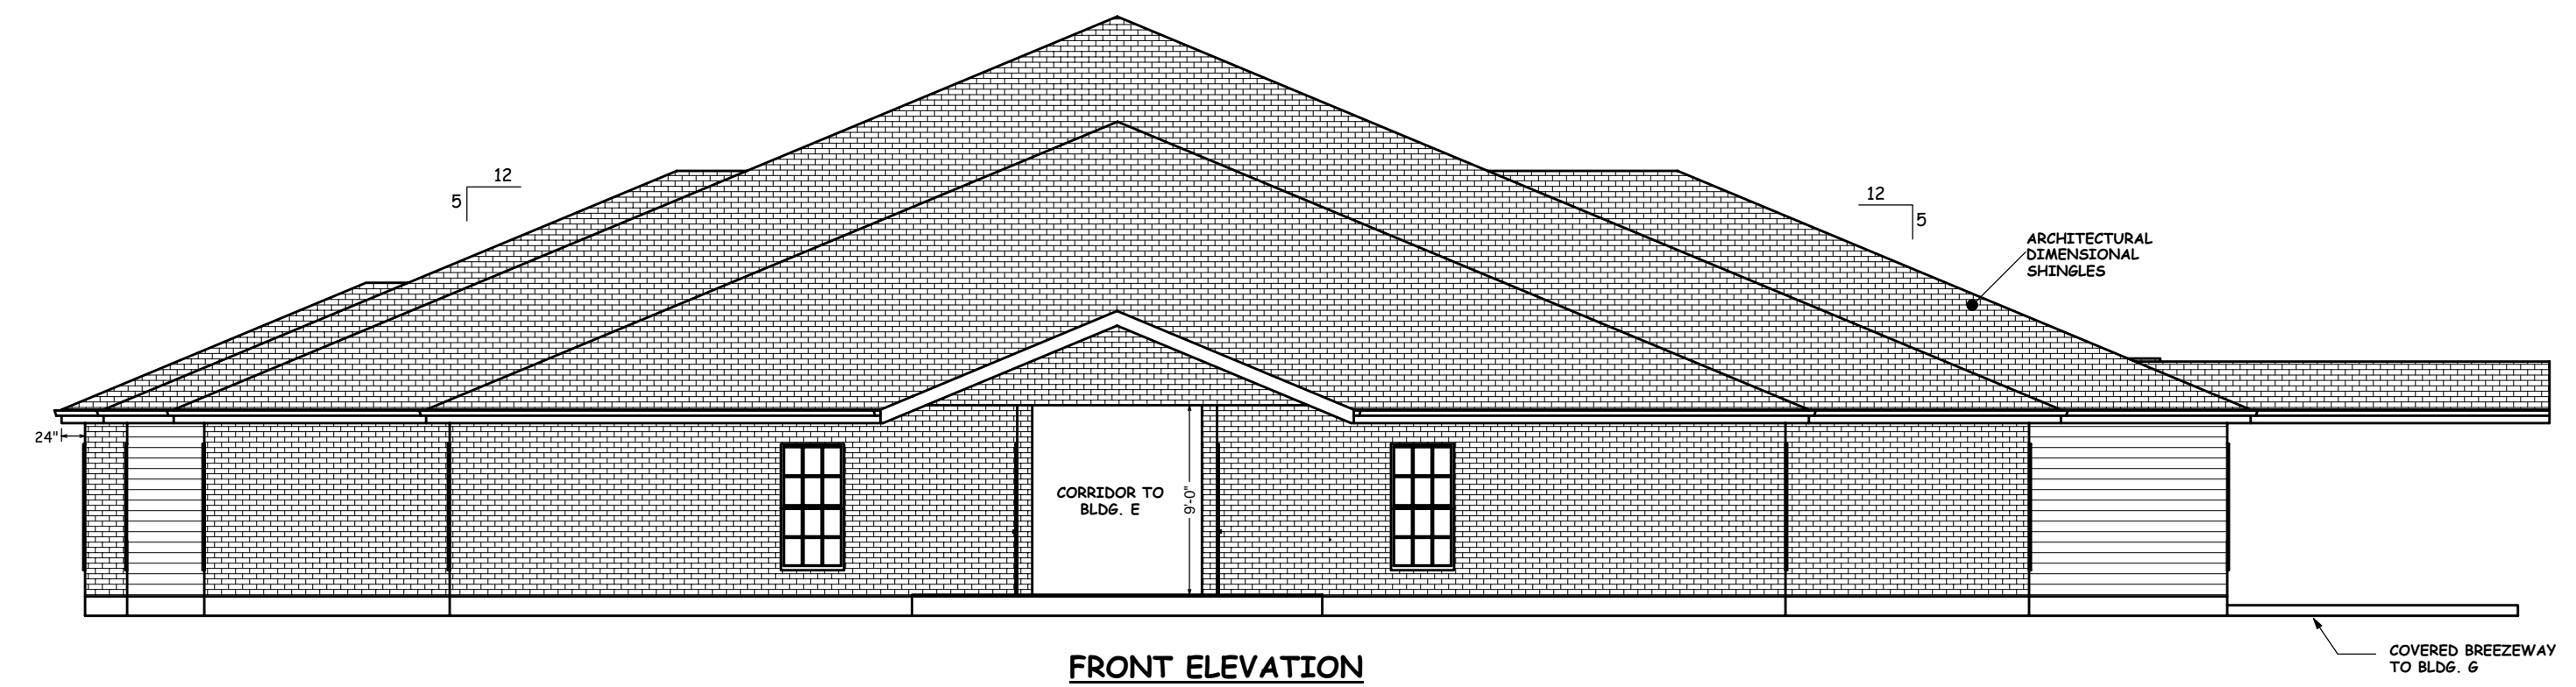 12
5
12
5
ARCHITECTURAL
DIMENSIONAL
SHINGLES
24"
CORRIDOR TO
BLDG. E
9'-0"
FRONT ELEVATION
COVERED BREEZEWAY
TO BLDG. G